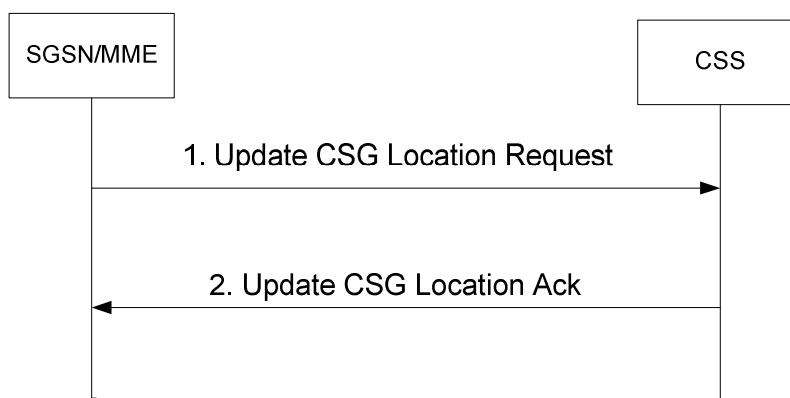 SGSN/MME
CSS
1. Update CSG Location Request
2. Update CSG Location Ack